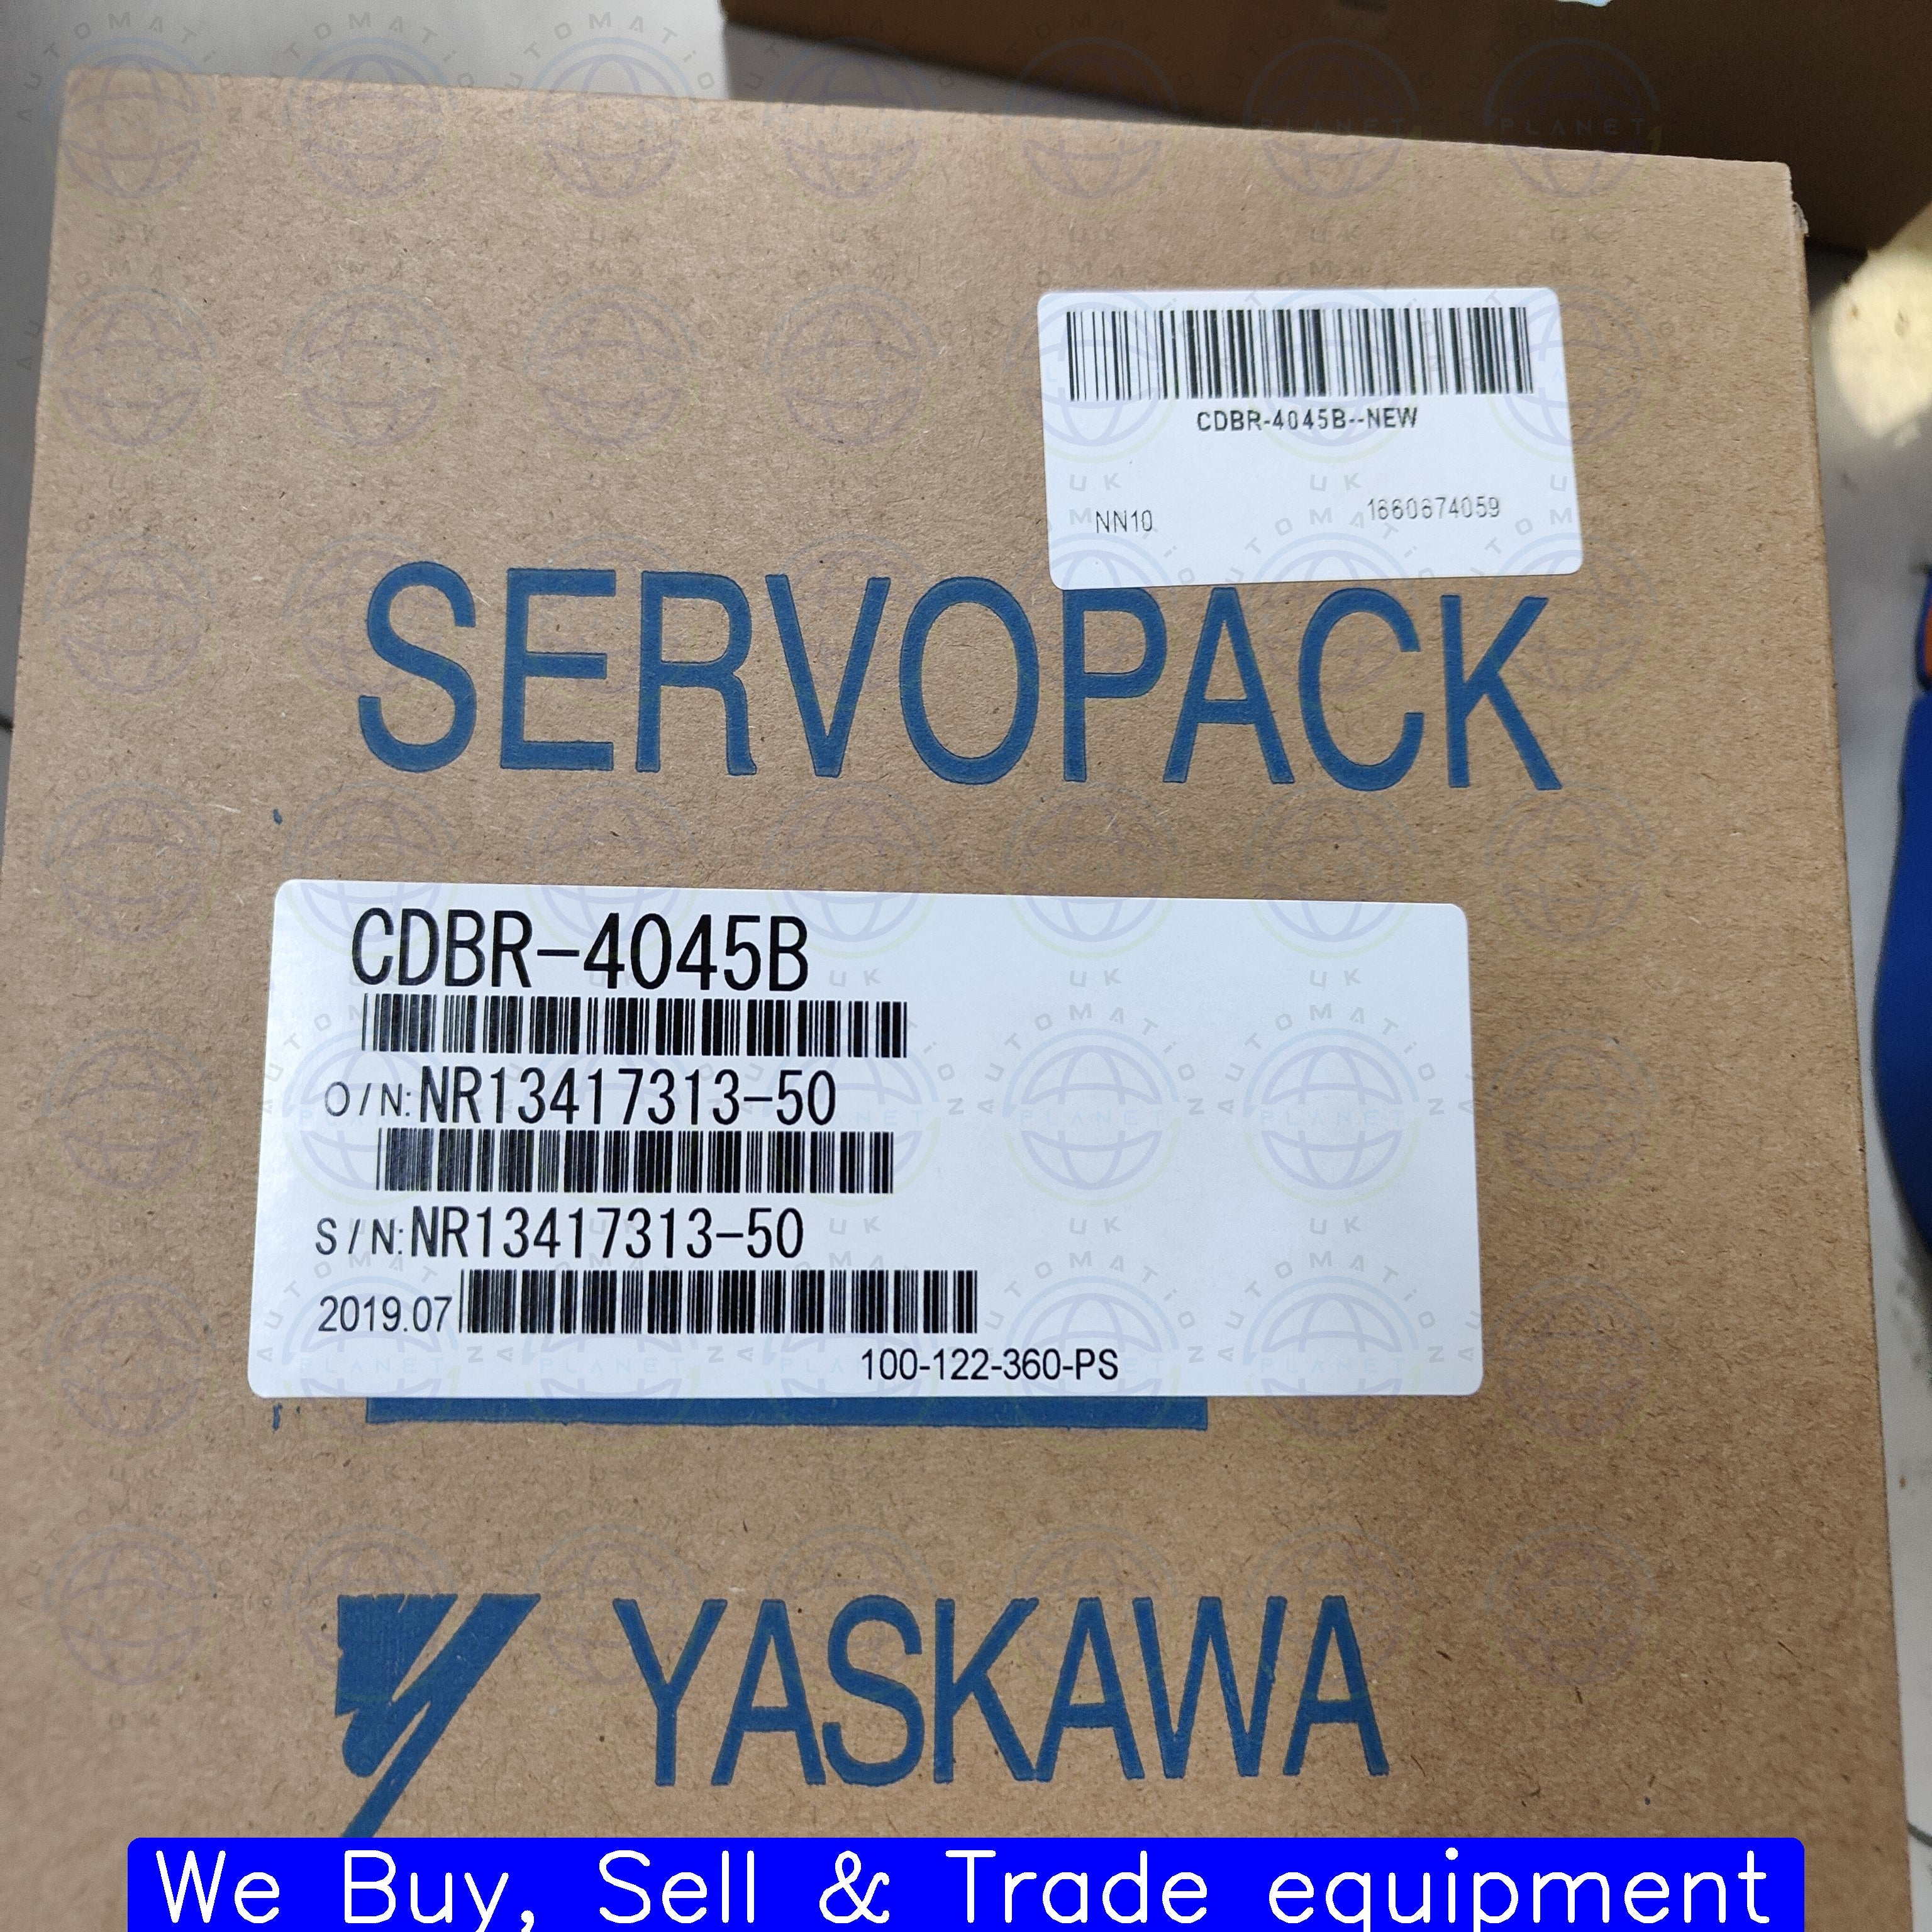 CDBR-4045B--NEW
NN10 1660674059
SERVOPACK
CDBR-4045B
O/N:NR13417313-50
S/N:NR13417313-50
2019.07
100-122-360-PS
YASKAWA
We Buy, Sell & Trade equipment